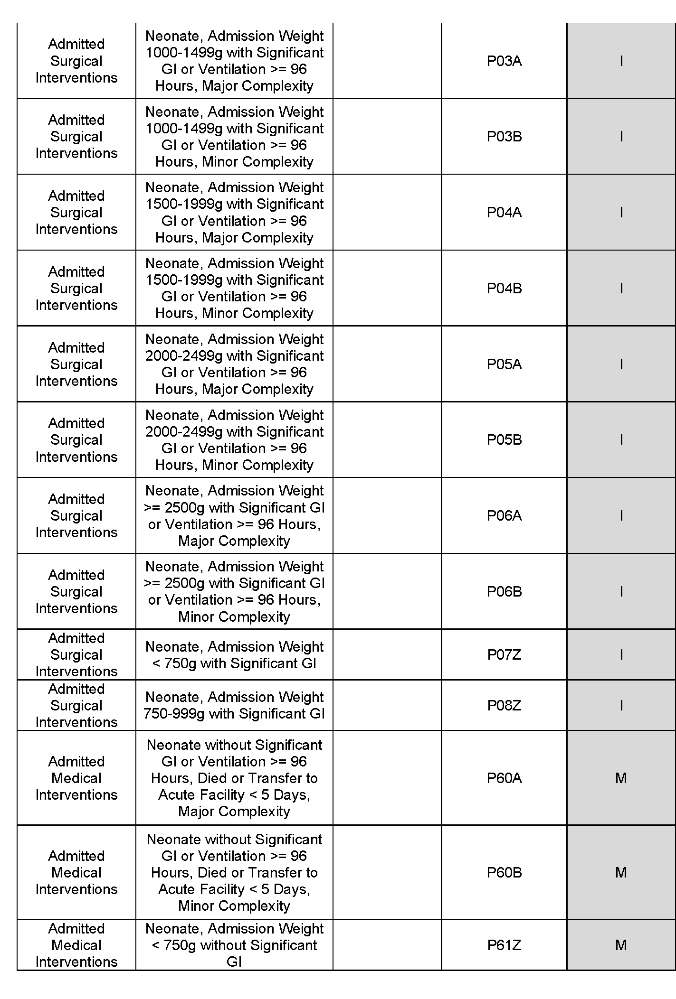 Admitted
Surgical
Interventions
Neonate, Admission Weight
1000-1499g with Significant
GI or Ventilation >= 96
Hours, Major Complexity
P03A
I
Admitted
Surgical
Interventions
Neonate, Admission Weight
1000-1499g with Significant
GI or Ventilation >= 96
Hours, Minor Complexity
P03B
I
Admitted
Surgical
Interventions
Neonate, Admission Weight
1500-1999g with Significant
GI or Ventilation >= 96
Hours, Major Complexity
P04A
I
Admitted
Surgical
Interventions
Neonate, Admission Weight
1500-1999g with Significant
GI or Ventilation >= 96
Hours, Minor Complexity
P04B
I
Admitted
Surgical
Interventions
Neonate, Admission Weight
2000-2499g with Significant
GI or Ventilation >= 96
Hours, Major Complexity
P05A
I
Admitted
Surgical
Interventions
Neonate, Admission Weight
2000-2499g with Significant
GI or Ventilation >= 96
Hours, Minor Complexity
P05B
I
Admitted
Surgical
Interventions
Neonate, Admission Weight
>= 2500g with Significant GI
or Ventilation >= 96 Hours,
Major Complexity
P06A
I
Admitted
Surgical
Interventions
Neonate, Admission Weight
>= 2500g with Significant GI
or Ventilation >= 96 Hours,
Minor Complexity
P06B
I
Admitted
Surgical
Interventions
Neonate, Admission Weight
< 750g with Significant GI
P07Z
I
Admitted
Surgical
Interventions
Neonate, Admission Weight
750-999g with Significant GI
P08Z
I
Admitted
Medical
Interventions
Neonate without Significant
GI or Ventilation >= 96
Hours, Died or Transfer to
Acute Facility < 5 Days,
Major Complexity
P60A
M
Admitted
Medical
Interventions
Neonate without Significant
GI or Ventilation >= 96
Hours, Died or Transfer to
Acute Facility < 5 Days,
Minor Complexity
P60B
M
Admitted
Medical
Interventions
Neonate, Admission Weight
< 750g without Significant
GI
P61Z
M